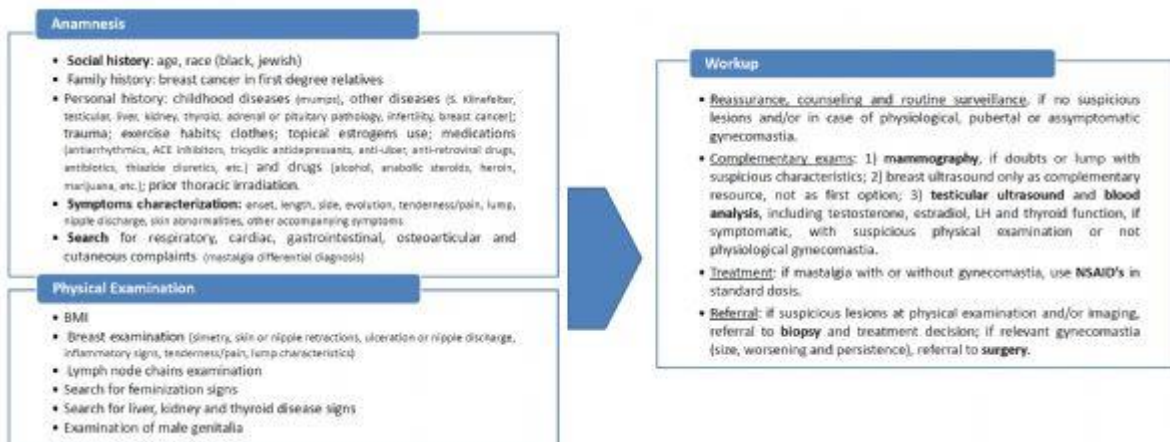 Anamnesis
• Social history: age, race (black, jewish)
• Family history: breast cancer in first degree relatives
• Personal history: childhood diseases (mumps), other diseases (S. Klinefelter,
testicular, liver, kidney, thyroid, adrenal or pituitary pathology, infertility, breast cancer);
trauma; exercise habits; clothes; topical estrogens use; medications
(antiarrhythmics, ACE inhibitors, tricyclic antidepressants, anti-ulcer, anti-retroviral drugs,
antibiotics, thiazide diuretics, etc.) and drugs (alcohol, anabolic steroids, heroin,
marijuana, etc.); prior thoracic irradiation.
• Symptoms characterization: onset, length, side, evolution, tenderness/pain, lump,
nipple discharge, skin abnormalities, other accompanying symptoms
• Search for respiratory, cardiac, gastrointestinal, osteoarticular and
cutaneous complaints (mastalgia differential diagnosis)
Physical Examination
• BMI
• Breast examination (simetry, skin or nipple retractions, ulceration or nipple discharge,
inflammatory signs, tenderness/pain, lump characteristics)
• Lymph node chains examination
• Search for feminization signs
• Search for liver, kidney and thyroid disease signs
• Examination of male genitalia
Workup
• Reassurance, counseling and routine surveillance, if no suspicious
lesions and/or in case of physiological, pubertal or assymptomatic
gynecomastia.
• Complementary exams: 1) mammography, if doubts or lump with
suspicious characteristics; 2) breast ultrasound only as complementary
resource, not as first option; 3) testicular ultrasound and blood
analysis, including testosterone, estradiol, LH and thyroid function, if
symptomatic, with suspicious physical examination or not
physiological gynecomastia.
• Treatment: if mastalgia with or without gynecomastia, use NSAID's in
standard dosis.
• Referral: if suspicious lesions at physical examination and/or imaging,
referral to biopsy and treatment decision; if relevant gynecomastia
(size, worsening and persistence), referral to surgery.